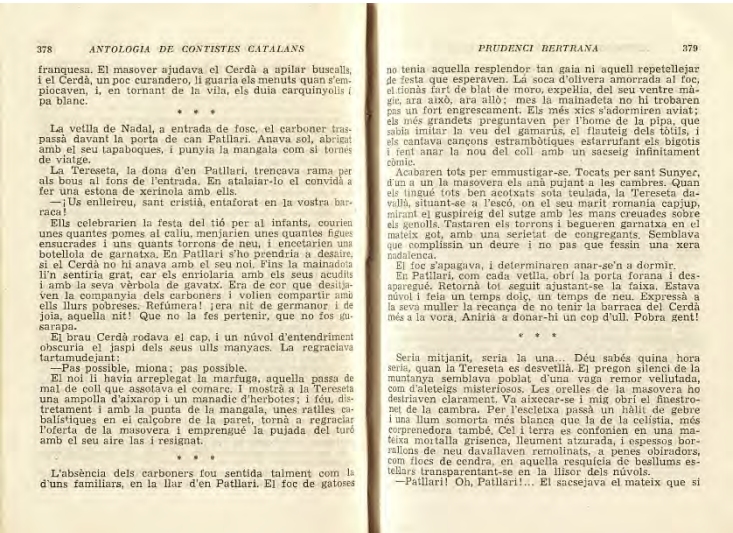 378 ANTOLOGIA DE CONTISTES CATALANS
franquesa. El masover ajudava el Cerdà a apilar buscalls,
i el Cerdà, un poc curandero, li guaria els menuts quan s'em-
piocaven, i, en tornant de la vila, els duia carquinyolis i
pa blanc.
* * *
La vetlla de Nadal, a entrada de fosc, el carboner tras-
passà davant la porta de can Patllari. Anava sol, abrigat
amb el seu tapaboques, i punyia la mangala com si tornés
de viatge.
La Tereseta, la dona d'en Patllari, trencava rama per
als bous al fons de l'entrada. En atalaiar-lo el convidà a
fer una estona de xerinola amb ells.
—¡Us enlleireu, sant cristià, entaforat en la vostra bar-
raca!
Ells celebrarien la festa del tió per al infants, courien
unes quantes pomes al caliu, menjarien unes quantes figues
ensucrades i uns quants torrons de neu, i encetarien una
botellola de garnatxa. En Patllari s'ho prendria a desaire,
si el Cerdà no hi anava amb el seu noi. Fins la mainadota
li'n sentiria grat, car els enriolaria amb els seus acudits
i amb la seva vèrbola de gavatx. Era de cor que desitja-
ven la companyia dels carboners i volien compartir amb
ells llurs pobreses. Refúmera! ¡era nit de germanor i de
joia, aquella nit! Que no la fes pertenir, que no fos gu-
sarapa.
El brau Cerdà rodava el cap, i un núvol d'entendriment
obscuria el jaspi dels seus ulls manyacs. La regraciava
tartamudejant:
—Pas possible, miona; pas possible.
El noi li havia arreplegat la marfuga, aquella passa de
mal de coll que assotava el comarc. I mostrà a la Tereseta
una ampolla d'aixarop i un manadic d'herbotes; i féu, dis-
tretament i amb la punta de la mangala, unes ratlles ca-
balístiques en el calçobre de la paret, tornà a regraciar
l'oferta de la masovera i emprengué la pujada del turó
amb el seu aire las i resignat.
* * *
L'absència dels carboners fou sentida talment com la
d'uns familiars, en la llar d'en Patllari. El foc de gatoses
PRUDENCI BERTRANA 379
no tenia aquella resplendor tan gaia ni aquell repetellejar
de festa que esperaven. La soca d'olivera amorrada al foc,
el tionàs fart de blat de moro, expel·lia, del seu ventre mà-
gic, ara això, ara allò; mes la mainadeta no hi trobaren
pas un fort engrescament. Els més xics s'adormiren aviat;
els més grandets preguntaven per l'home de la pipa, que
sabia imitar la veu del gamarús, el flauteig dels tòtils, i
els cantava cançons estrambòtiques estarrufant els bigotis
i fent anar la nou del coll amb un sacseig infinitament
còmic.
Acabaren tots per emmustigar-se. Tocats per sant Sunyer,
d'un a un la masovera els anà pujant a les cambres. Quan
els tingué tots ben acotxats sota teulada, la Tereseta da-
vallà, situant-se a l'escó, on el seu marit romania capjup,
mirant el guspireig del sutge amb les mans creuades sobre
els genolls. Tastaren els torrons i begueren garnatxa en el
mateix got, amb una serietat de congregants. Semblava
que complissin un deure i no pas que fessin una xera
nadalenca.
El foc s'apagava, i determinaren anar-se'n a dormir.
En Patllari, com cada vetlla, obrí la porta forana i des-
aparegué. Retornà tot seguit ajustant-se la faixa. Estava
núvol i feia un temps dolç, un temps de neu. Expressà a
la seva muller la recança de no tenir la barraca del Cerdà
més a la vora. Aniria a donar-hi un cop d'ull. Pobra gent!
* * *
Seria mitjanit, seria la una... Déu sabés quina hora
seria, quan la Tereseta es desvetllà. El pregon silenci de la
muntanya semblava poblat d'una vaga remor vellutada,
com d'aleteigs misteriosos. Les orelles de la masovera ho
destriaven clarament. Va aixecar-se i mig obrí el finestro-
net de la cambra. Per l'escletxa passà un hàlit de gebre
i una llum somorta més blanca que la de la celístia, més
corprenedora també. Cel i terra es confonien en una ma-
teixa mortalla grisenca, lleument atzurada, i espessos bor-
rallons de neu davallaven remolinats, a penes obiradors,
com flocs de cendra, en aquella resquícia de besllums es-
tel·lars transparentant-se en la llisor dels núvols.
—Patllari! Oh, Patllari!... El sacsejava el mateix que si